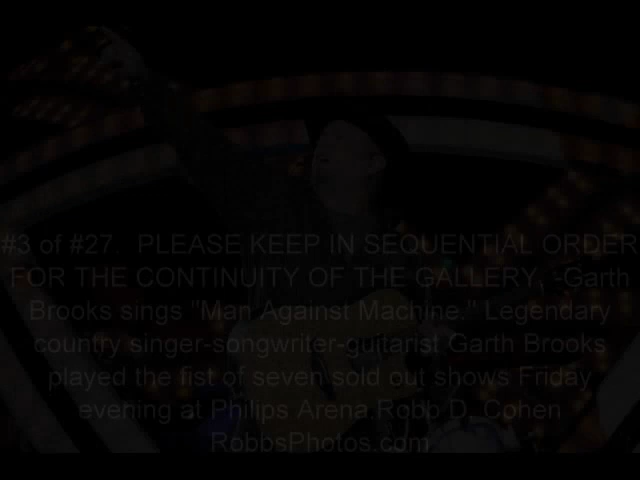 #3 of #27.  PLEASE KEEP IN SEQUENTIAL ORDER
FOR THE CONTINUITY OF THE GALLERY. -Garth
Brooks sings "Man Against Machine." Legendary
country singer-songwriter-guitarist Garth Brooks
played the fist of seven sold out shows Friday
evening at Philips Arena.Robb D. Cohen
RobbsPhotos.com